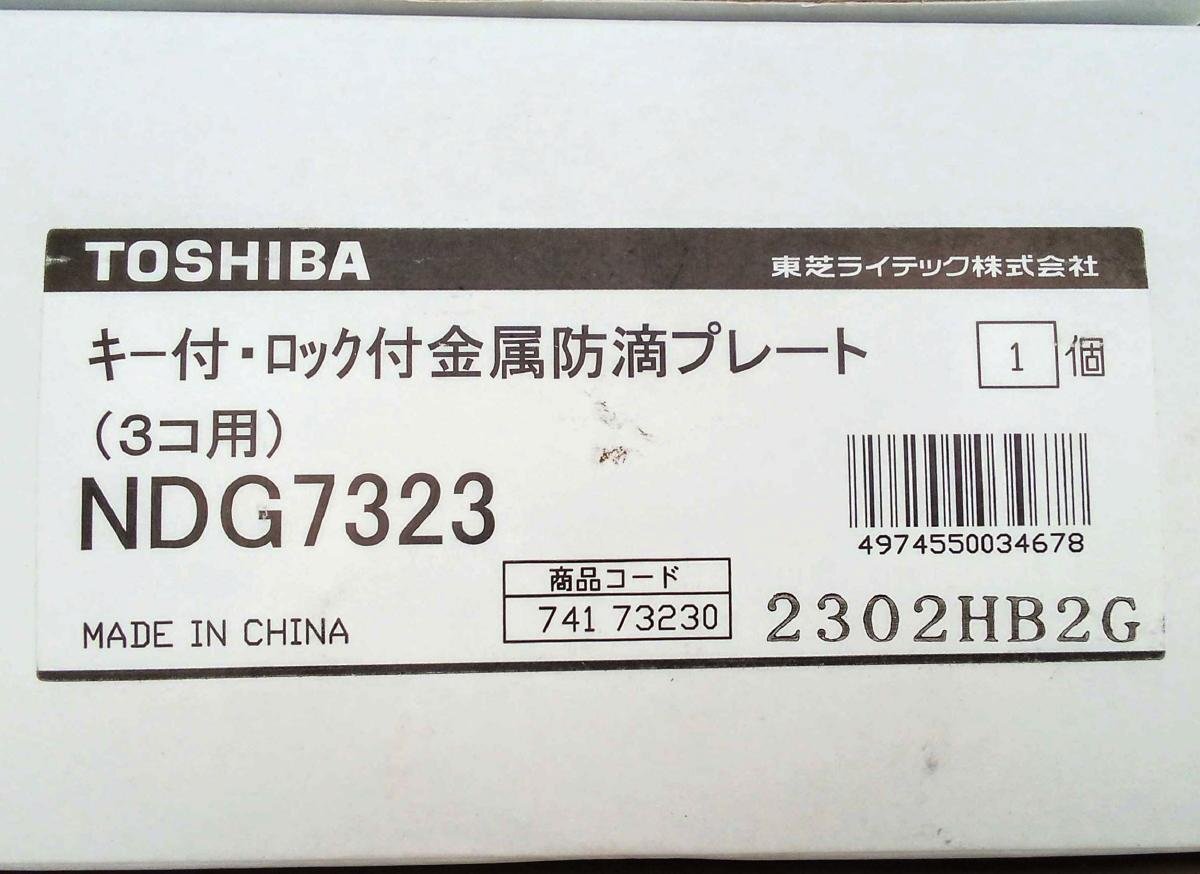 TOSHIBA
東芝ライテック株式会社
キー付・ロック付金属防滴プレート
1個
(3コ用)
NDG7323
4974550034678
商品コード
741 73230
2302HB2G
MADE IN CHINA